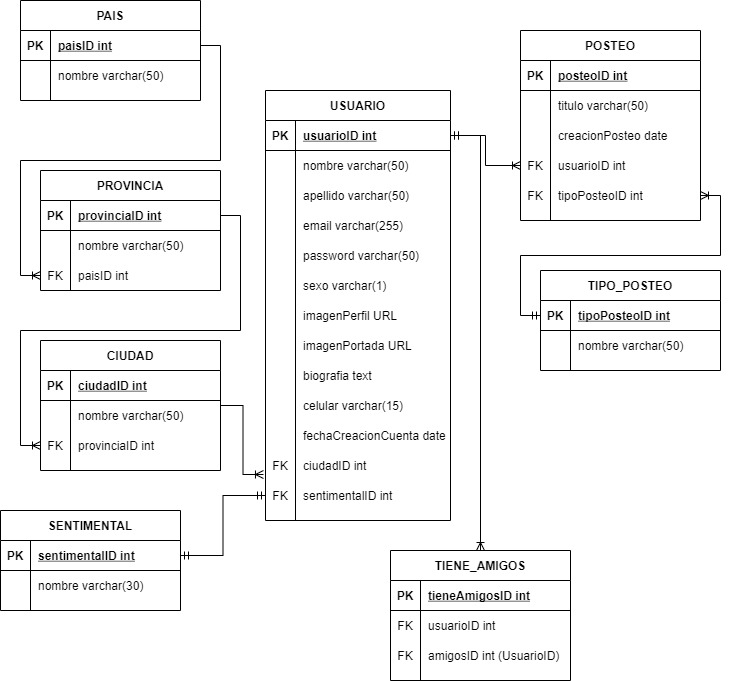 PAIS
PK paisID int
nombre varchar(50)
PROVINCIA
PK provinciaID int
nombre varchar(50)
FK paisID int
CIUDAD
PK ciudadID int
nombre varchar(50)
FK provinciaID int
SENTIMENTAL
PK sentimentalID int
nombre varchar(30)
USUARIO
PK usuarioID int
nombre varchar(50)
apellido varchar(50)
email varchar(255)
password varchar(50)
sexo varchar(1)
imagenPerfil URL
imagenPortada URL
biografia text
celular varchar(15)
fechaCreacionCuenta date
FK ciudadID int
FK sentimentalID int
POSTEO
PK posteoID int
titulo varchar(50)
creacionPosteo date
FK usuarioID int
FK tipoPosteoID int
TIPO_POSTEO
PK tipoPosteoID int
nombre varchar(50)
TIENE_AMIGOS
PK tieneAmigosID int
FK usuarioID int
FK amigosID int (UsuarioID)